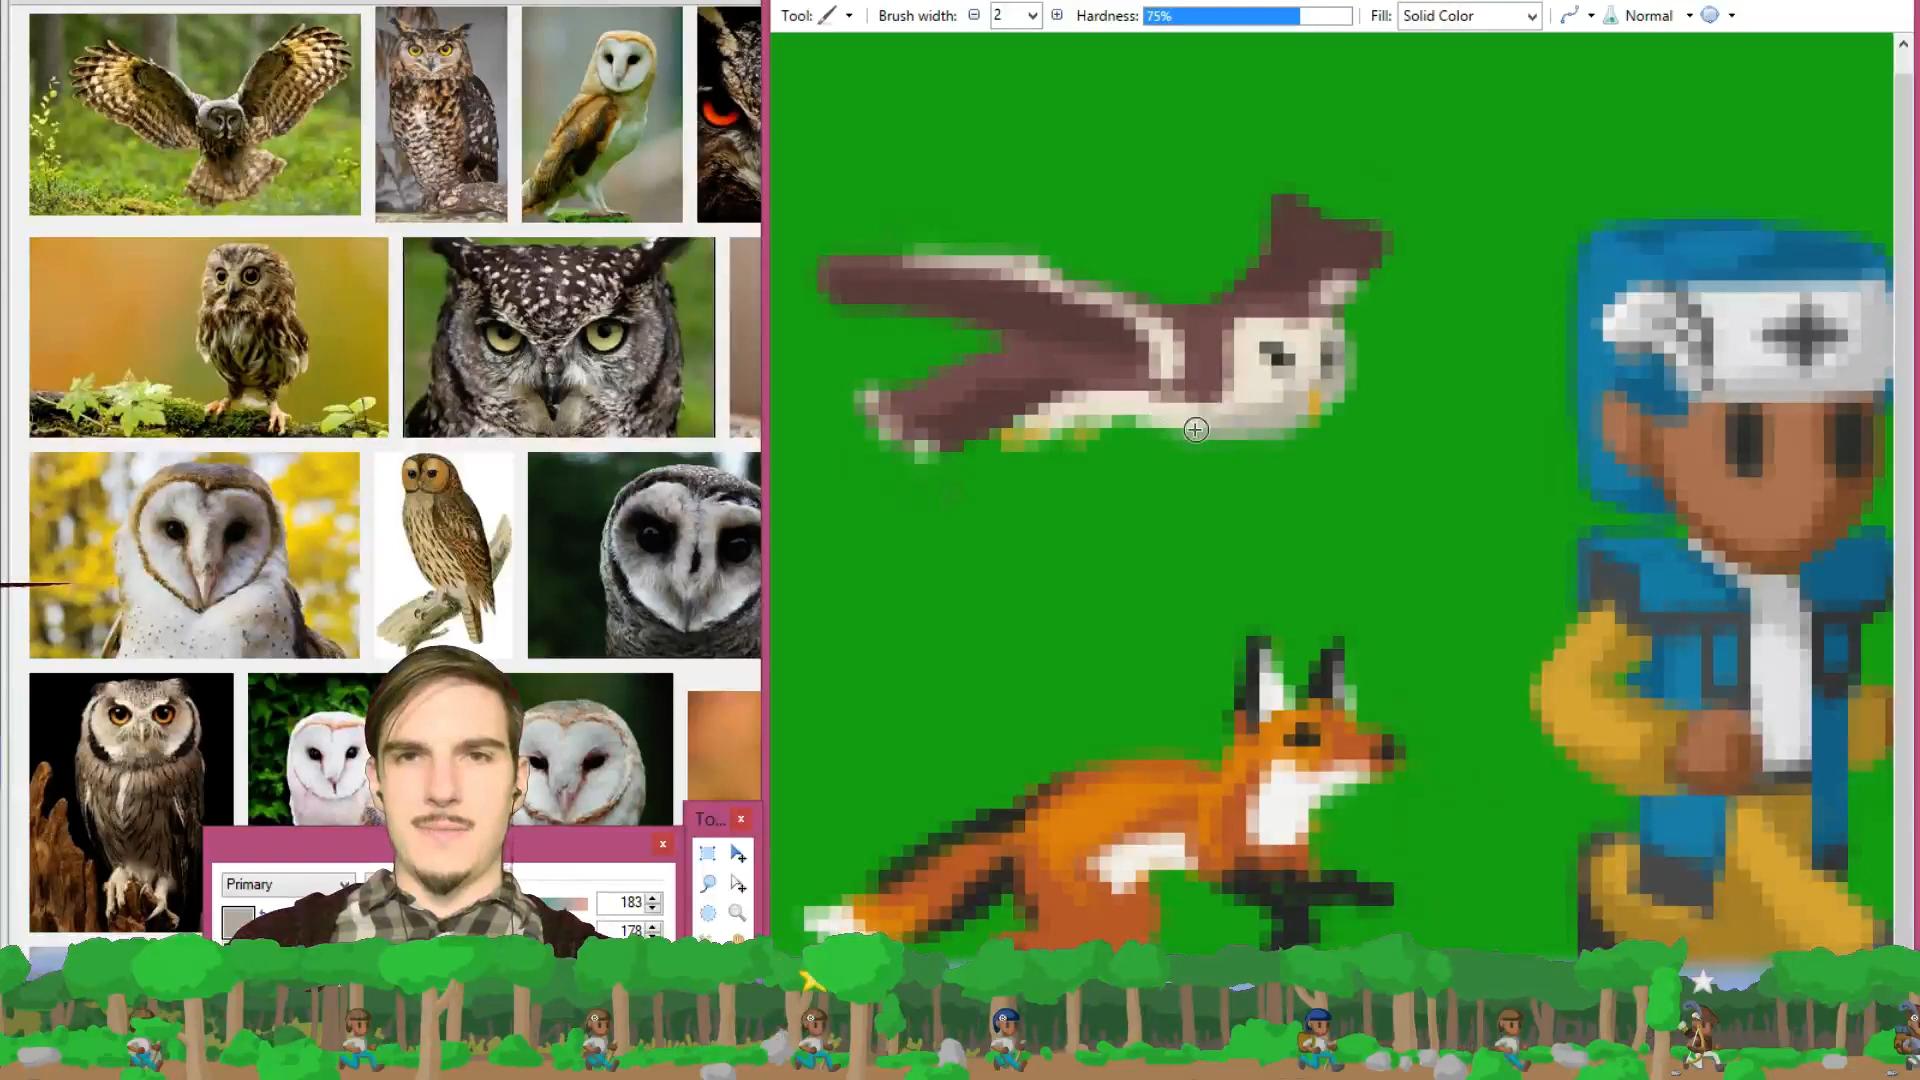 Tool:
Brush width: 2
Hardness: 75%
Fill: Solid Color
Normal
To...
Primary
183
178